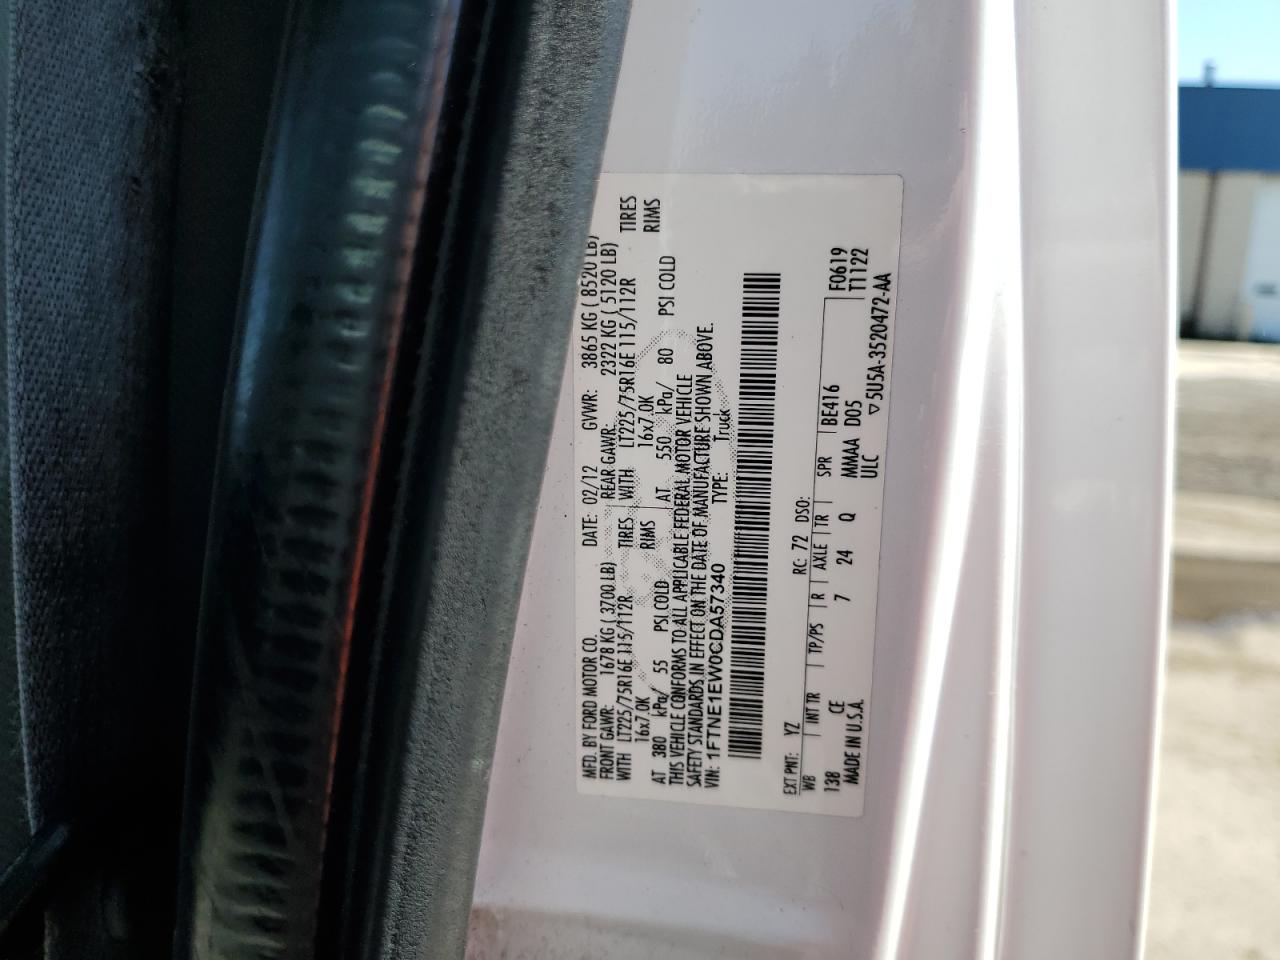 MFD. BY FORD MOTOR CO.
DATE: 02/12 GVWR: 3865 KG ( 8520 LB)
FRONT GAWR: 1678 KG ( 3700 LB) REAR GAWR: 2322 KG ( 5120 LB)
WITH LT225/75R16E 115/112R TIRES WITH LT225/75R16E 115/112R TIRES
16x7.0K RIMS 16x7.0K RIMS
AT 380 kPa/ 55 PSI COLD AT 550 kPa/ 80 PSI COLD
THIS VEHICLE CONFORMS TO ALL APPLICABLE FEDERAL MOTOR VEHICLE
SAFETY STANDARDS IN EFFECT ON THE DATE OF MANUFACTURE SHOWN ABOVE.
VIN: 1FTNE1EW0CDA57340 TYPE: Truck
EXT PNT: YZ RC: 72 DSO:
WB INT TR TP/PS R AXLE TR SPR BE416 F0619
138 CE 7 24 Q MMAA D05 T1122
MADE IN U.S.A. ULC
▽5U5A-3520472-AA